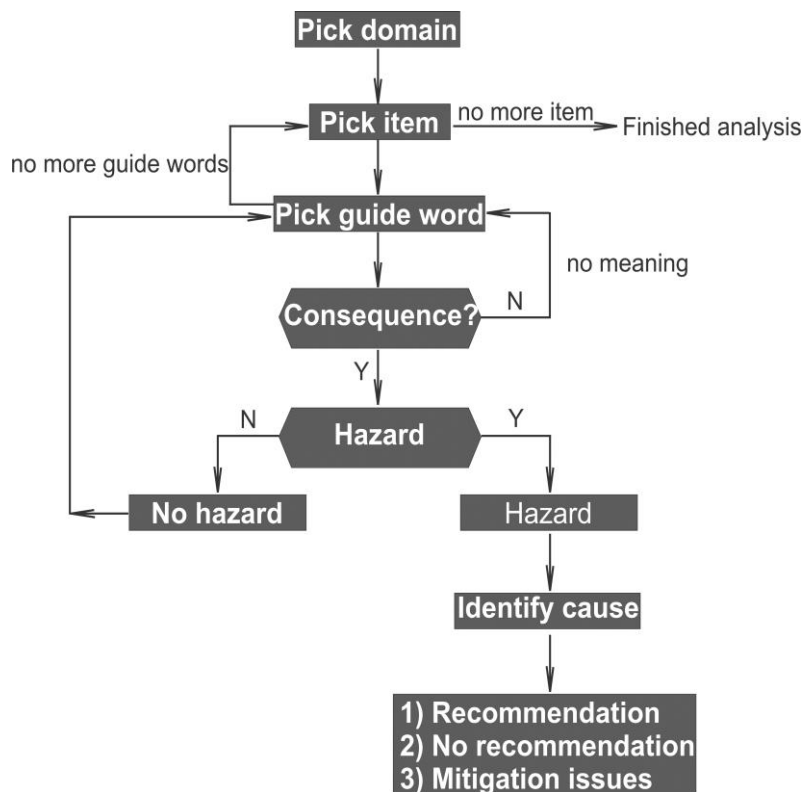 Pick domain
Pick item
no more item
Finished analysis
no more guide words
Pick guide word
no meaning
Consequence?
N
Y
N
Hazard
Y
No hazard
Hazard
Identify cause
1) Recommendation
2) No recommendation
3) Mitigation issues